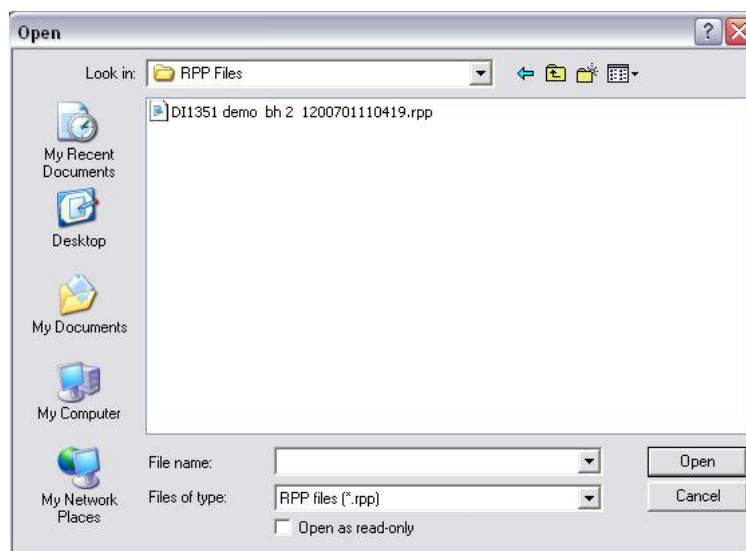 Open
Look in:
RPP Files
DI1351 demo bh 2 1200701110419.rpp
My Recent
Documents
Desktop
My Documents
My Computer
My Network
Places
File name:
Open
Files of type:
RPP files (*.rpp)
Cancel
Open as read-only